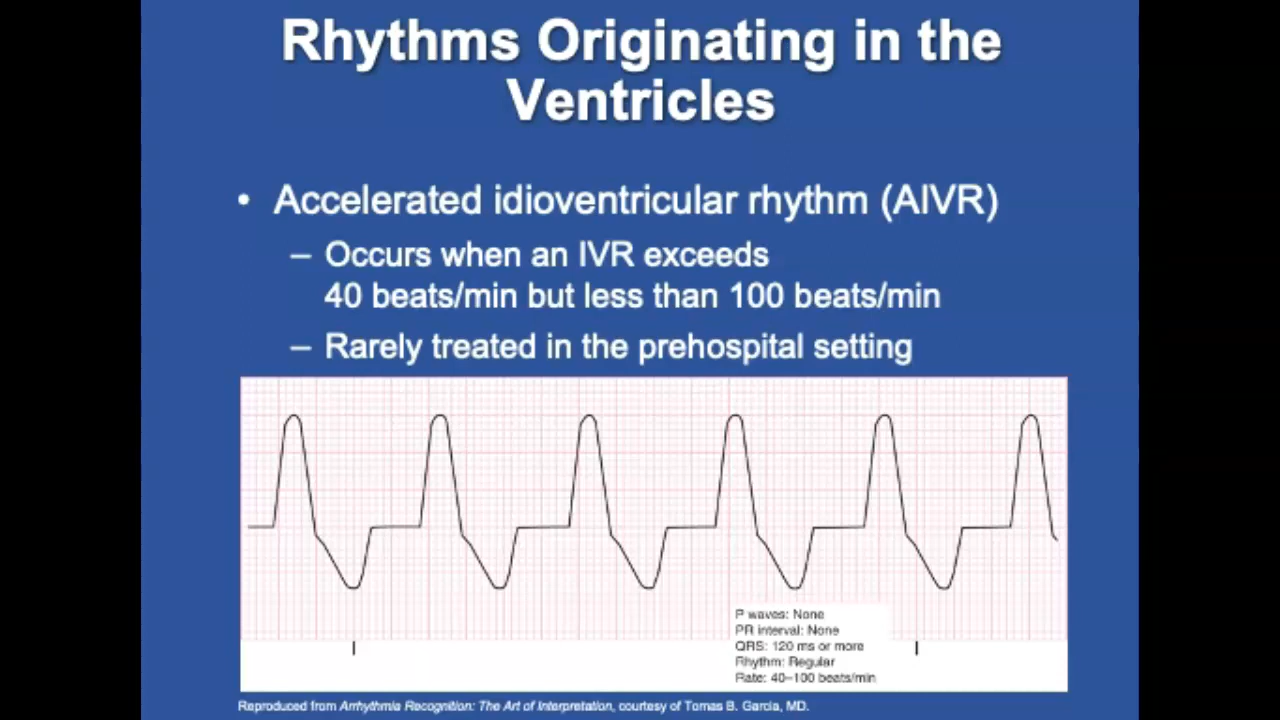 Rhythms Originating in the
Ventricles
• Accelerated idioventricular rhythm (AIVR)
– Occurs when an IVR exceeds
40 beats/min but less than 100 beats/min
– Rarely treated in the prehospital setting
P waves: None
PR interval: None
QRS: 120 ms or more
Rhythm: Regular
Rate: 40–100 beats/min
Reproduced from Arrhythmia Recognition: The Art of Interpretation, courtesy of Tomas B. Garcia, MD.